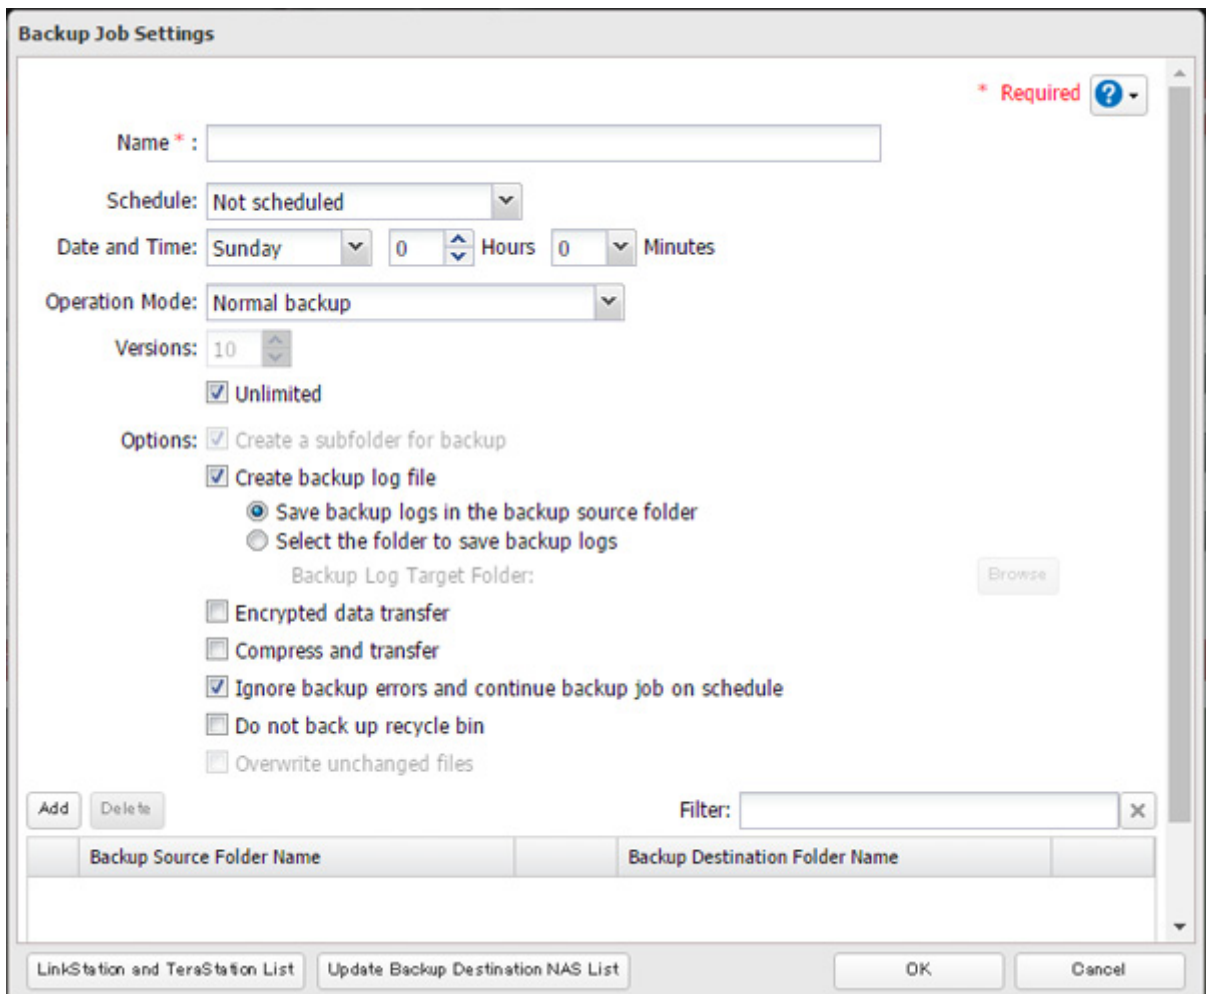 Backup Job Settings
* Required ?
Name * :
Schedule: Not scheduled
Date and Time: Sunday 0 Hours 0 Minutes
Operation Mode: Normal backup
Versions: 10
Unlimited
Options: Create a subfolder for backup
Create backup log file
Save backup logs in the backup source folder
Select the folder to save backup logs
Backup Log Target Folder: Browse
Encrypted data transfer
Compress and transfer
Ignore backup errors and continue backup job on schedule
Do not back up recycle bin
Overwrite unchanged files
Add Delete Filter:
Backup Source Folder Name Backup Destination Folder Name
LinkStation and TeraStation List Update Backup Destination NAS List OK Cancel